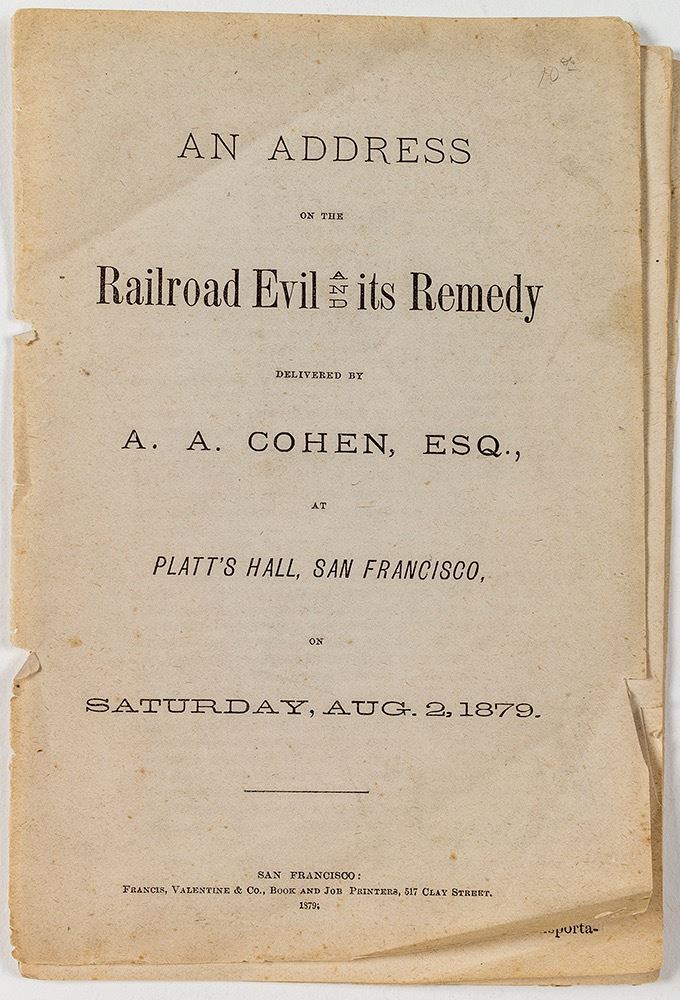 10 00
AN ADDRESS
ON THE
Railroad Evil AND its Remedy
DELIVERED BY
A. A. COHEN, ESQ.,
AT
PLATT'S HALL, SAN FRANCISCO,
ON
SATURDAY, AUG. 2, 1879.
SAN FRANCISCO:
FRANCIS, VALENTINE & CO., BOOK AND JOB PRINTERS, 517 CLAY STREET.
1879.
sporta-